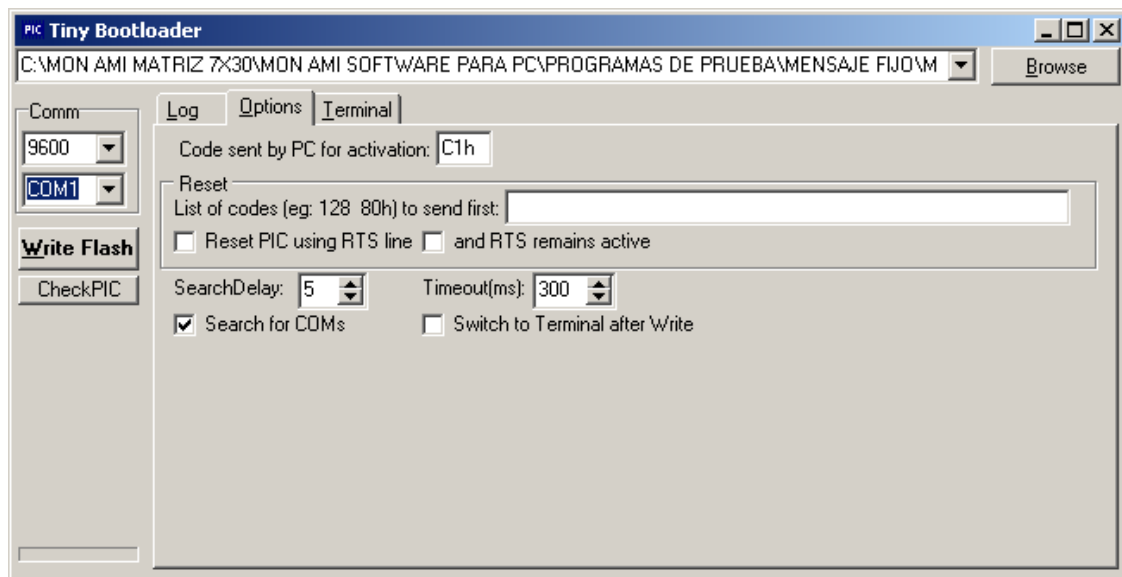 PIC Tiny Bootloader
C:\MON AMI MATRIZ 7X30\MON AMI SOFTWARE PARA PC\PROGRAMAS DE PRUEBA\MENSAJE FIJO\M
Browse
Comm
9600
COM1
Write Flash
CheckPIC
Log Options Terminal
Code sent by PC for activation: C1h
Reset
List of codes (eg: 128 80h) to send first:
Reset PIC using RTS line and RTS remains active
SearchDelay: 5 Timeout(ms): 300
Search for COMs Switch to Terminal after Write